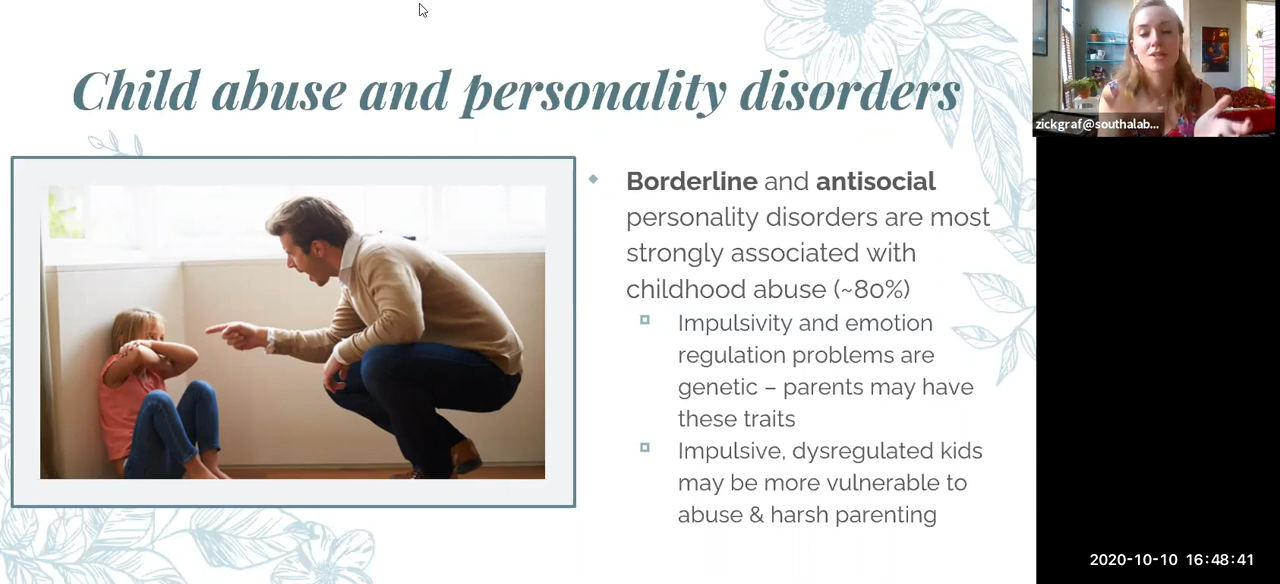 Child abuse and personality disorders
zickgraf@southalab...
Borderline and antisocial
personality disorders are most
strongly associated with
childhood abuse (~80%)
Impulsivity and emotion
regulation problems are
genetic – parents may have
these traits
Impulsive, dysregulated kids
may be more vulnerable to
abuse & harsh parenting
2020-10-10 16:48:41